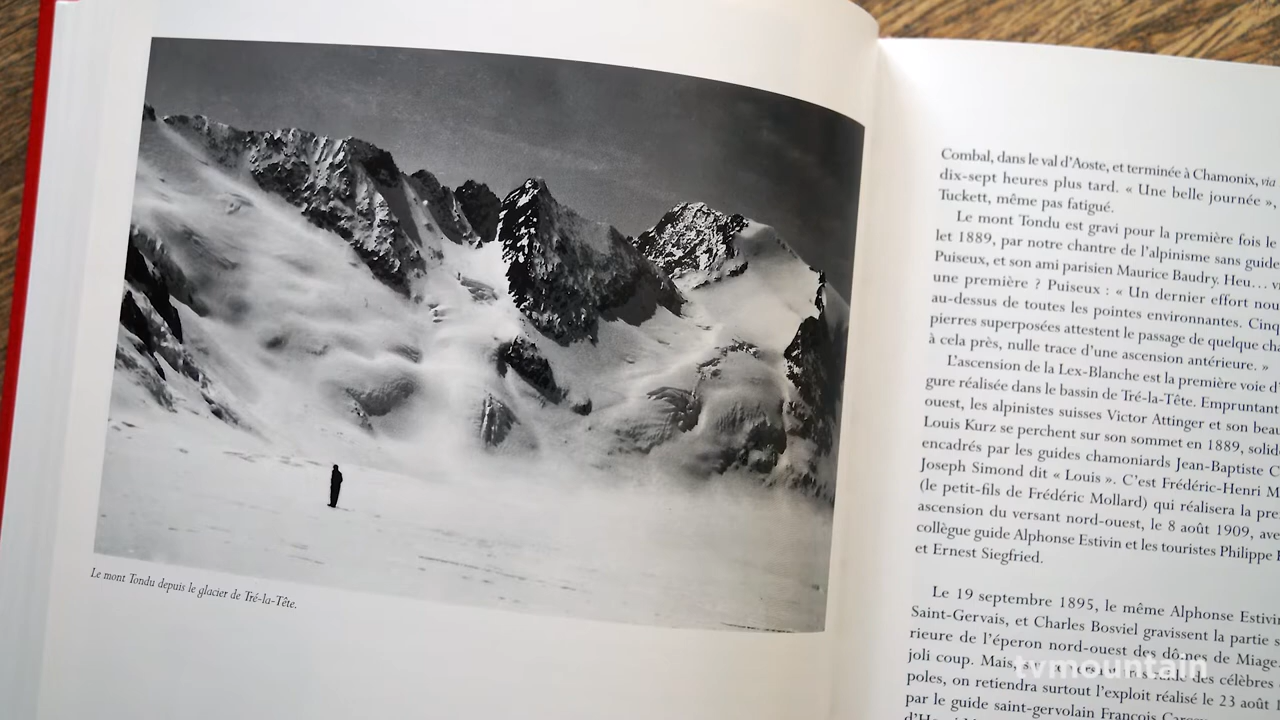 Le mont Tondu depuis le glacier de Tré-la-Tête.
Combal, dans le val d'Aoste, et terminée à Chamonix, via
dix-sept heures plus tard. « Une belle journée »,
Tuckett, même pas fatigué.
Le mont Tondu est gravi pour la première fois le
let 1889, par notre chantre de l'alpinisme sans guide
Puiseux, et son ami parisien Maurice Baudry. Heu…
une première ? Puiseux : « Un dernier effort nou
au-dessus de toutes les pointes environnantes. Cinq
pierres superposées attestent le passage de quelque cha
à cela près, nulle trace d'une ascension antérieure. »
L'ascension de la Lex-Blanche est la première voie d
gure réalisée dans le bassin de Tré-la-Tête. Empruntant
ouest, les alpinistes suisses Victor Attinger et son beau
Louis Kurz se perchent sur son sommet en 1889, solide
encadrés par les guides chamoniards Jean-Baptiste C
Joseph Simond dit « Louis ». C'est Frédéric-Henri M
(le petit-fils de Frédéric Mollard) qui réalisera la pre
ascension du versant nord-ouest, le 8 août 1909, ave
collègue guide Alphonse Estivin et les touristes Philippe
et Ernest Siegfried.
Le 19 septembre 1895, le même Alphonse Estivin
Saint-Gervais, et Charles Bosviel gravissent la partie s
rieure de l'éperon nord-ouest des dômes de Miage.
joli coup. Mais des célèbres
poles, on retiendra surtout l'exploit réalisé le 23 août 1
par le guide saint-gervolain François
tvmountain